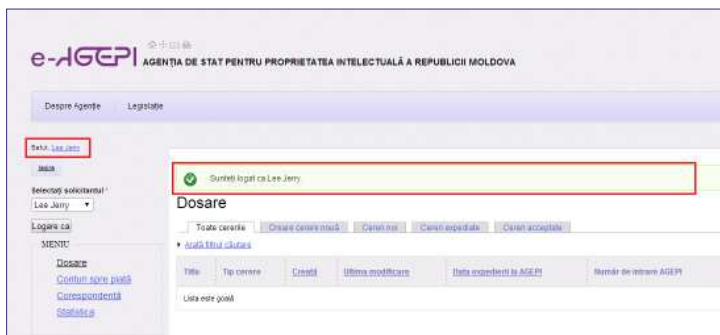 e-AGEPI
AGENȚIA DE STAT PENTRU PROPRIETATEA INTELECTUALĂ A REPUBLICII MOLDOVA
Despre Agenție Legislație
Salut, Lee Jerry
Sunteți logat ca Lee Jerry.
Selectați solicitantul *
Lee Jerry
Logare ca
Dosare
Toate cererile Creare cerere nouă Cereri noi Cereri expediate Cereri acceptate
Arată filtrul căutare
MENIU
Dosare
Conturi spre plată
Corespondență
Statistica
Titlu Tip cerere Creată Ultima modificare Data expedierii la AGEPI Număr de intrare AGEPI
Lista este goală